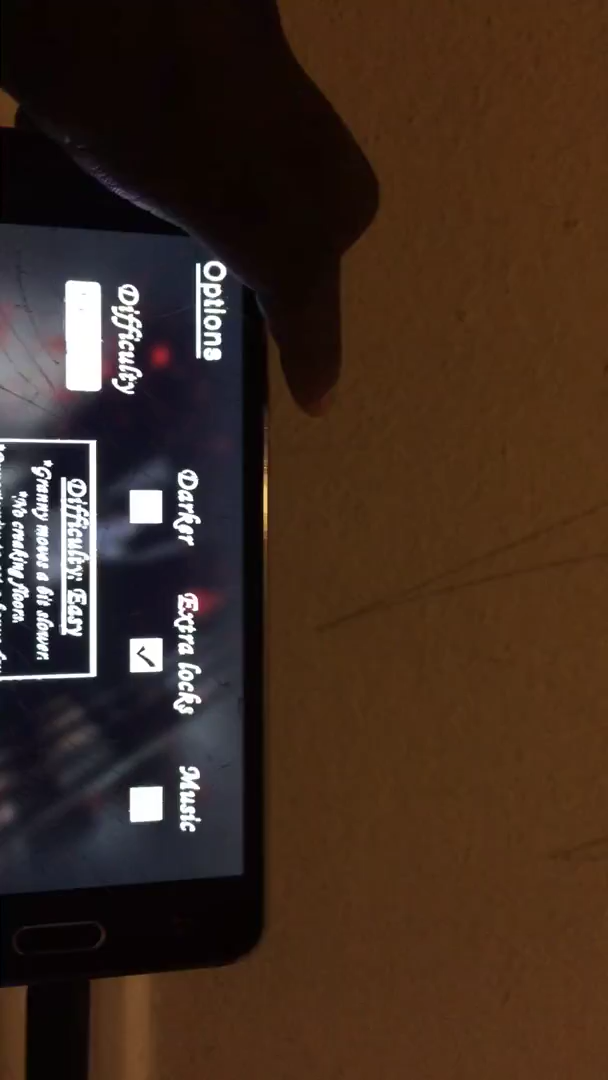 Options
Difficulty
Darker
Extra locks
Music
Difficulty: Easy
*Granny moves a bit slower.
*No creaking floors.